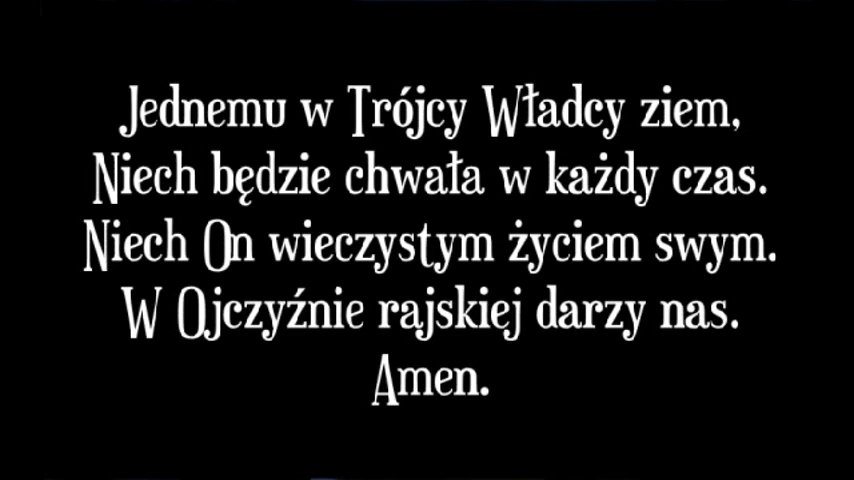 Jednemu w Trójcy Władcy ziem,
Niech będzie chwała w każdy czas.
Niech On wieczystym życiem swym.
W Ojczyźnie rajskiej darzy nas.
Amen.